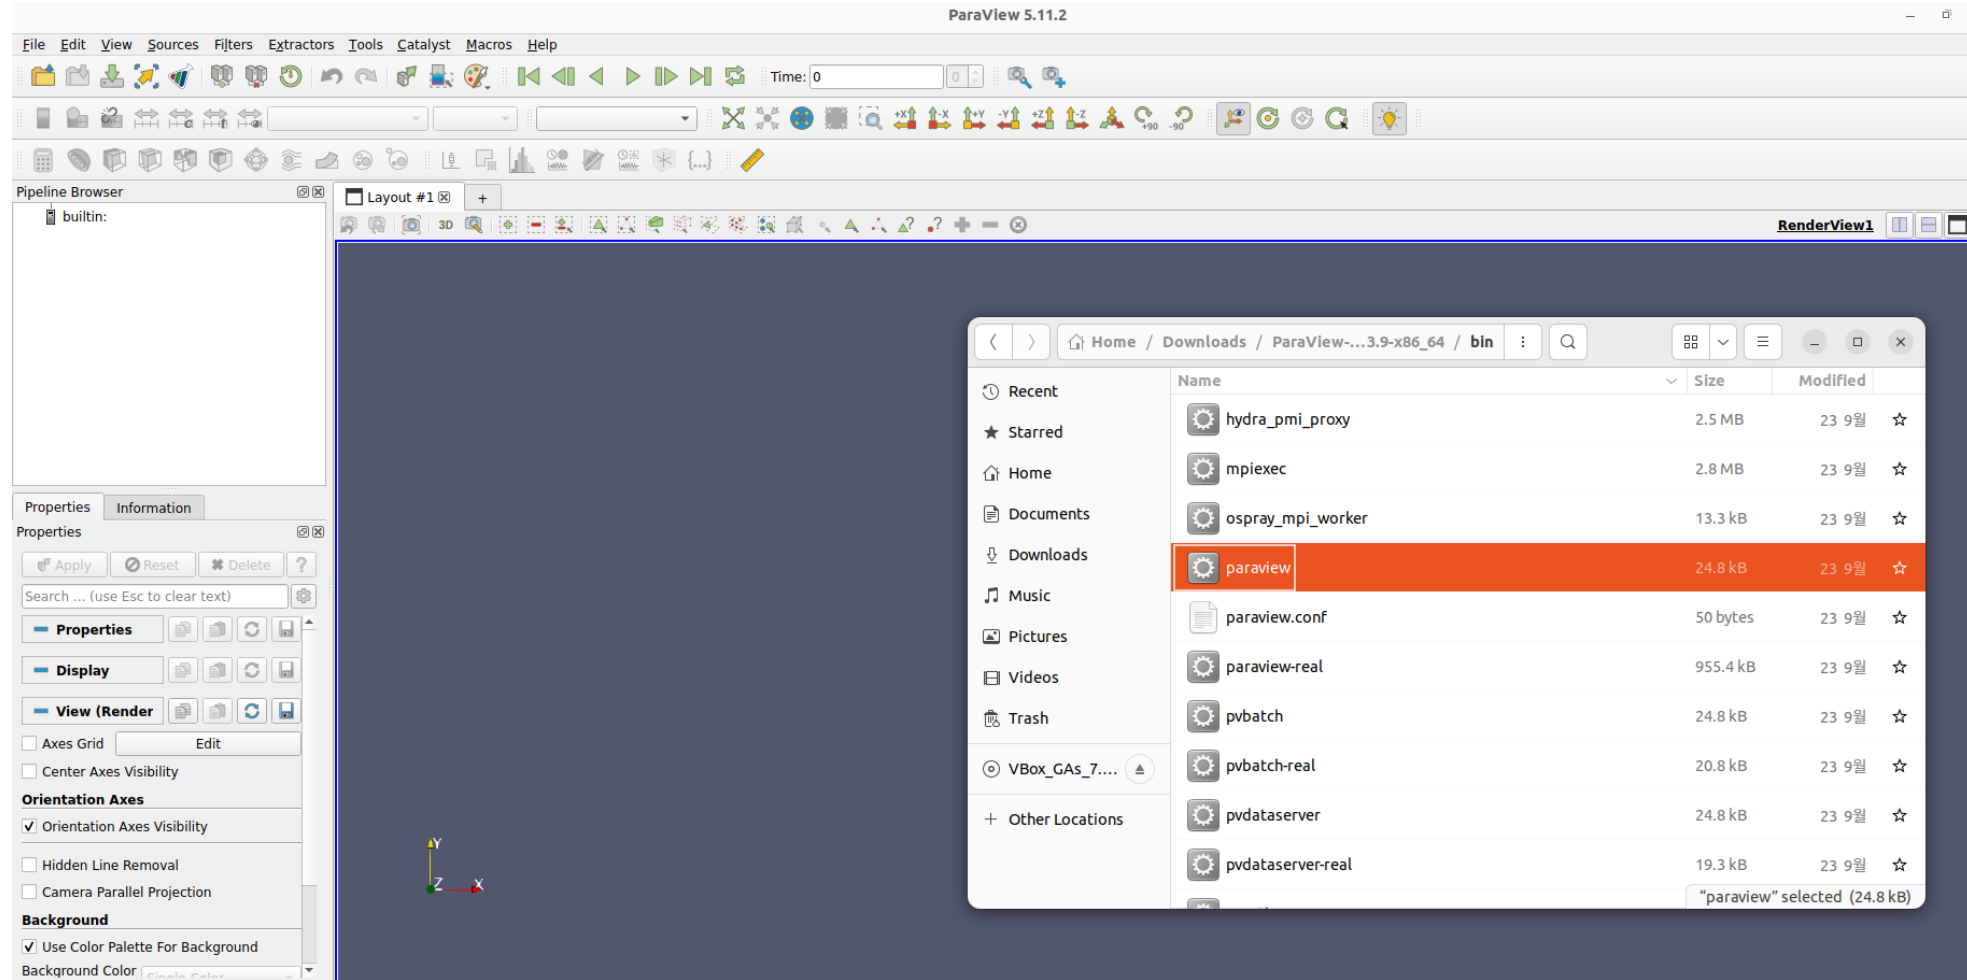 ParaView 5.11.2
File Edit View Sources Filters Extractors Tools Catalyst Macros Help
Time: 0 0
+X -X +Y -Y +Z -Z +90 -90
{...}
Pipeline Browser
builtin:
Layout #1 +
3D
RenderView1
Properties Information
Properties
Apply Reset Delete ?
Search ... (use Esc to clear text)
Properties
Display
View (Render
Axes Grid Edit
Center Axes Visibility
Orientation Axes
Orientation Axes Visibility
Hidden Line Removal
Camera Parallel Projection
Background
Use Color Palette For Background
Background Color Single Color
Y
Z X
Home / Downloads / ParaView-...3.9-x86_64 / bin
Recent
Starred
Home
Documents
Downloads
Music
Pictures
Videos
Trash
VBox_GAs_7....
+ Other Locations
Name Size Modified
hydra_pmi_proxy 2.5 MB 23 9월
mpiexec 2.8 MB 23 9월
ospray_mpi_worker 13.3 kB 23 9월
paraview 24.8 kB 23 9월
paraview.conf 50 bytes 23 9월
paraview-real 955.4 kB 23 9월
pvbatch 24.8 kB 23 9월
pvbatch-real 20.8 kB 23 9월
pvdataserver 24.8 kB 23 9월
pvdataserver-real 19.3 kB 23 9월
"paraview" selected (24.8 kB)